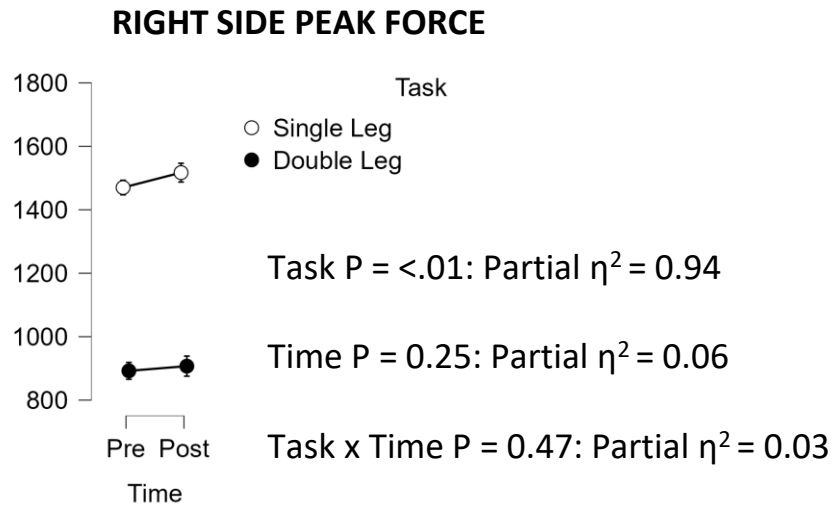 RIGHT SIDE PEAK FORCE
Task
Single Leg
Double Leg
1800
1600
1400
1200
1000
800
Task P = <.01: Partial η² = 0.94
Time P = 0.25: Partial η² = 0.06
Task x Time P = 0.47: Partial η² = 0.03
Pre Post
Time